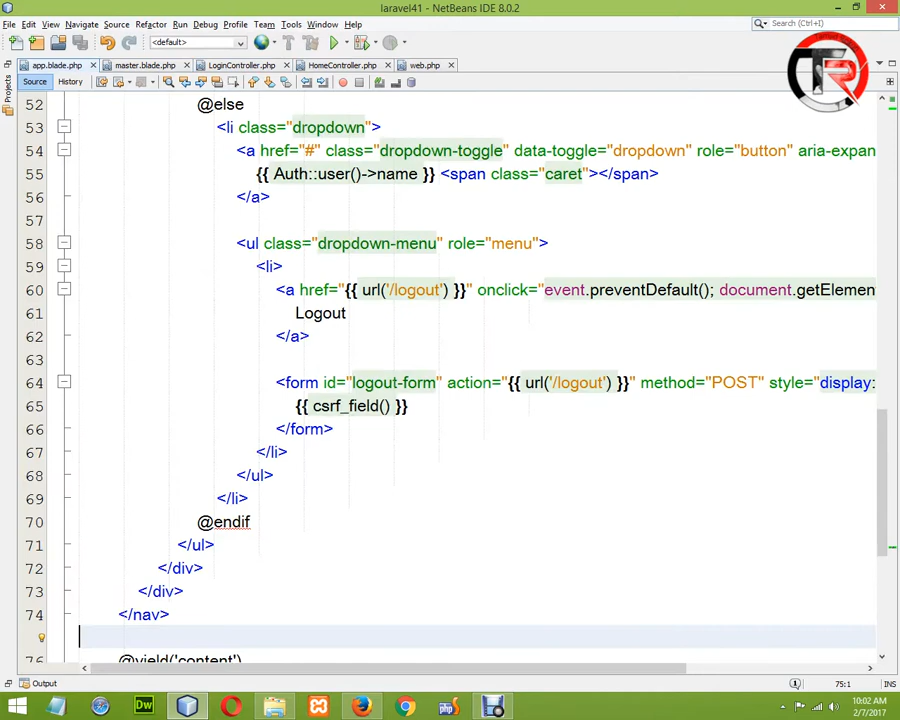 laravel41 - NetBeans IDE 8.0.2
File Edit View Navigate Source Refactor Run Debug Profile Team Tools Window Help
<default>
Search (Ctrl+I)
app.blade.php master.blade.php LoginController.php HomeController.php web.php
Source History
Projects
52 @else
53 <li class="dropdown">
54 <a href="#" class="dropdown-toggle" data-toggle="dropdown" role="button" aria-expan
55 {{ Auth::user()->name }} <span class="caret"></span>
56 </a>
57
58 <ul class="dropdown-menu" role="menu">
59 <li>
60 <a href="{{ url('/logout') }}" onclick="event.preventDefault(); document.getElemen
61 Logout
62 </a>
63
64 <form id="logout-form" action="{{ url('/logout') }}" method="POST" style="display:
65 {{ csrf_field() }}
66 </form>
67 </li>
68 </ul>
69 </li>
70 @endif
71 </ul>
72 </div>
73 </div>
74 </nav>
76 @yield('content')
Output
75:1 INS
Dw
php
10:02 AM
2/7/2017